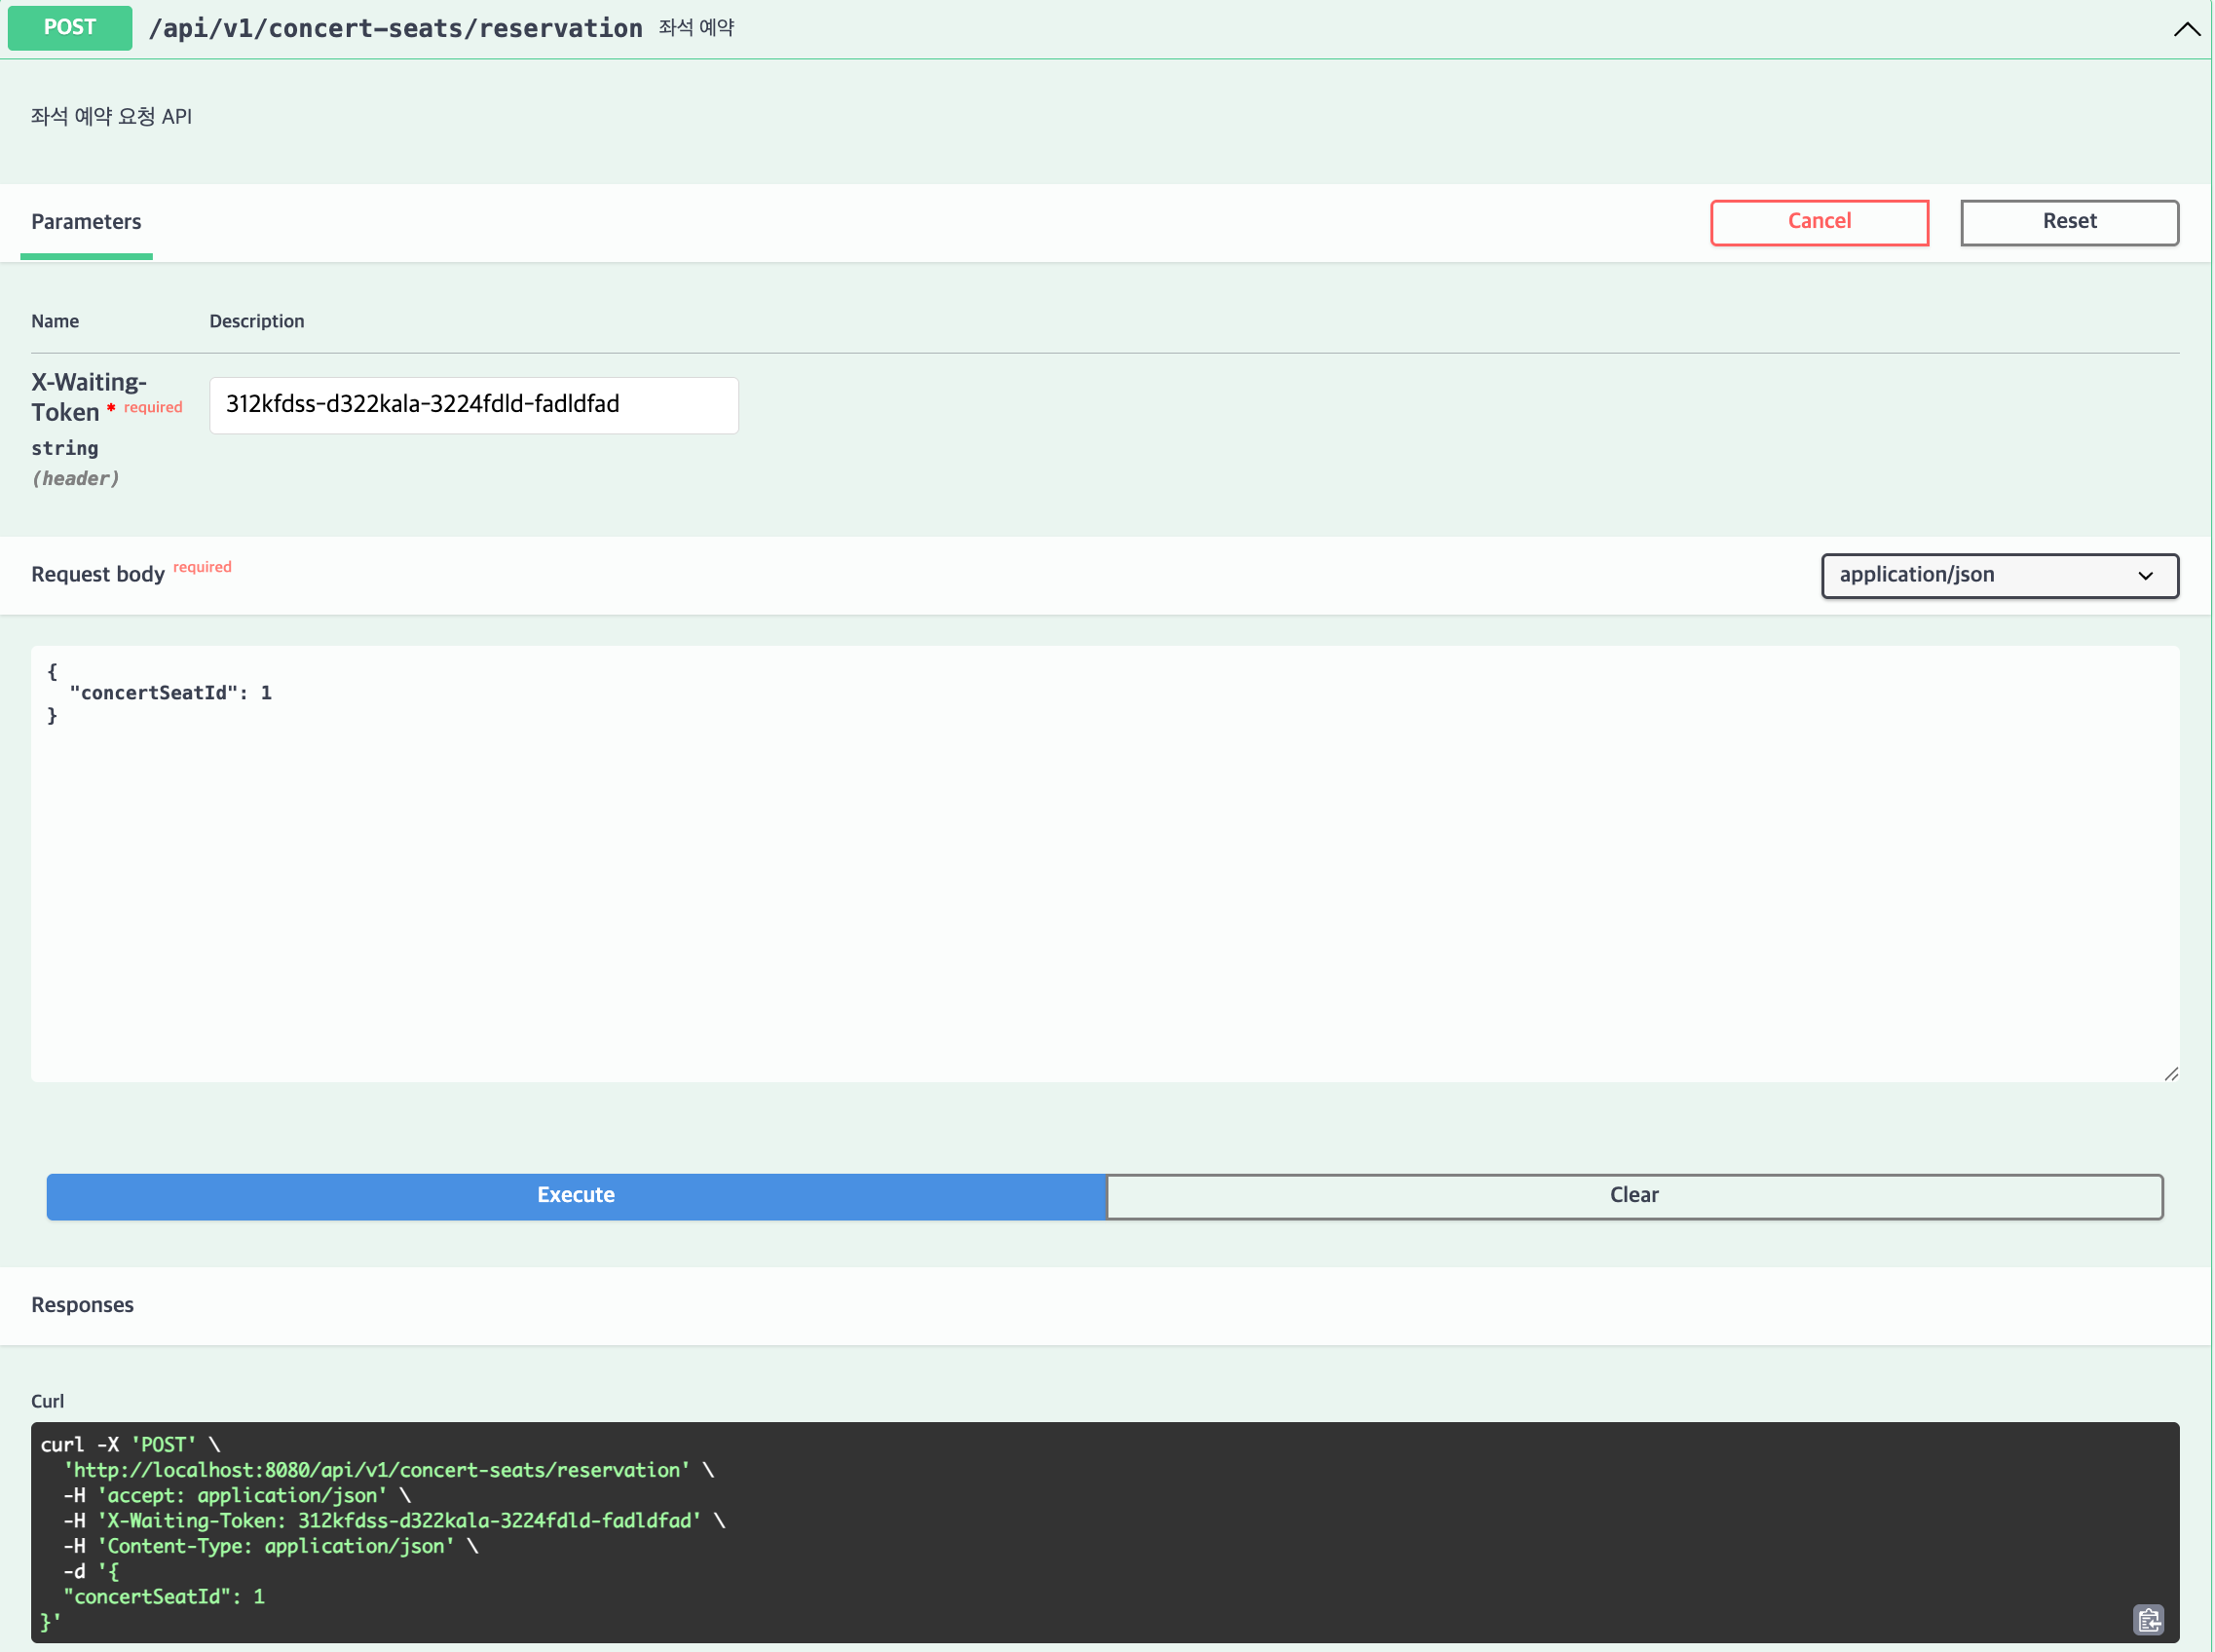 POST /api/v1/concert-seats/reservation 좌석 예약
좌석 예약 요청 API
Parameters
Cancel
Reset
Name Description
X-Waiting-
Token * required
string
(header)
312kfdss-d322kala-3224fdld-fadldfad
Request body required
application/json
{
  "concertSeatId": 1
}
Execute
Clear
Responses
Curl
curl -X 'POST' \
  'http://localhost:8080/api/v1/concert-seats/reservation' \
  -H 'accept: application/json' \
  -H 'X-Waiting-Token: 312kfdss-d322kala-3224fdld-fadldfad' \
  -H 'Content-Type: application/json' \
  -d '{
  "concertSeatId": 1
}'